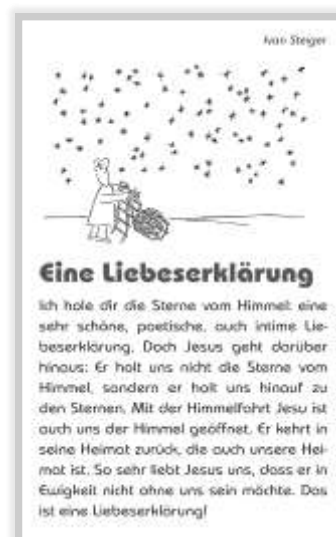 Ivan Steiger
Eine Liebeserklärung
Ich hole dir die Sterne vom Himmel: eine
sehr schöne, poetische, auch intime Lie-
beserklärung. Doch Jesus geht darüber
hinaus: Er holt uns nicht die Sterne vom
Himmel, sondern er holt uns hinauf zu
den Sternen. Mit der Himmelfahrt Jesu ist
auch uns der Himmel geöffnet. Er kehrt in
seine Heimat zurück, die auch unsere Hei-
mat ist. So sehr liebt Jesus uns, dass er in
Ewigkeit nicht ohne uns sein möchte. Das
ist eine Liebeserklärung!